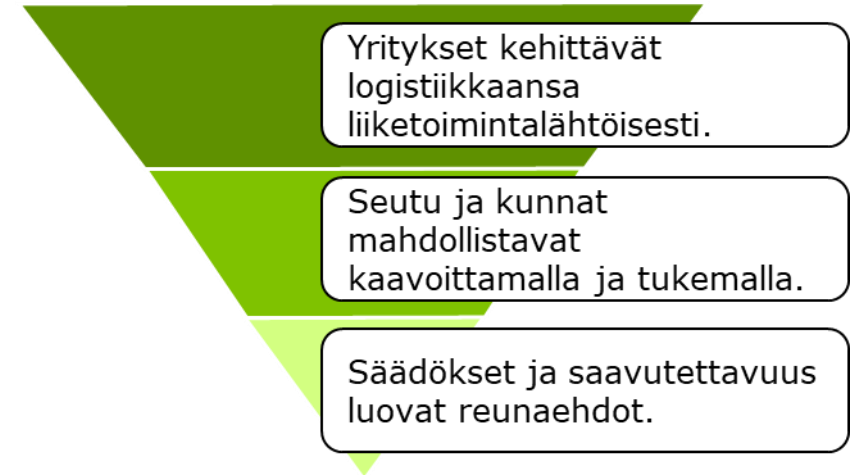 Yritykset kehittävät
logistiikkaansa
liiketoimintalähtöisesti.
Seutu ja kunnat
mahdollistavat
kaavoittamalla ja tukemalla.
Säädökset ja saavutettavuus
luovat reunaehdot.